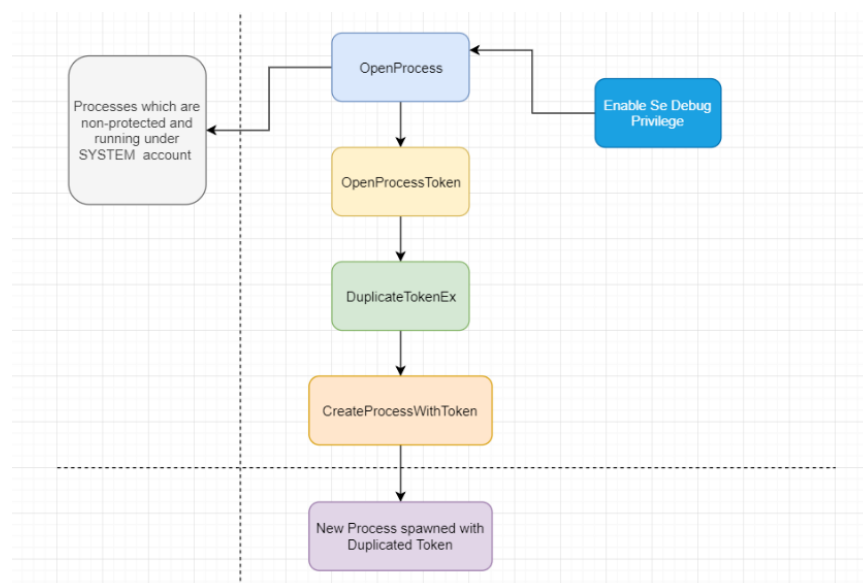 OpenProcess
Enable Se Debug
Privilege
Processes which are
non-protected and
running under
SYSTEM account
OpenProcessToken
DuplicateTokenEx
CreateProcessWithToken
New Process spawned with
Duplicated Token